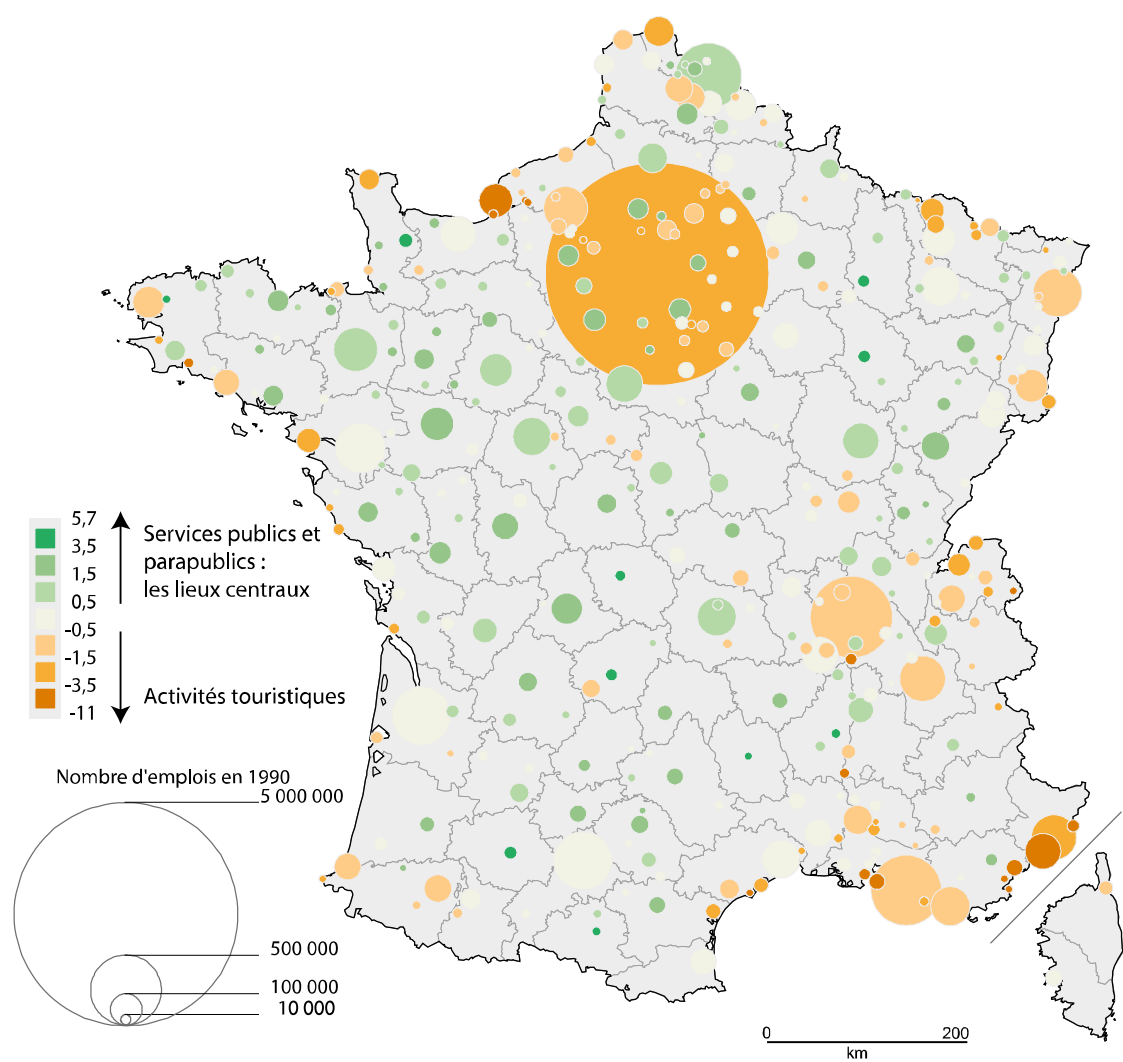 5,7
3,5
1,5
0,5
-0,5
-1,5
-3,5
-11
Services publics et
parapublics :
les lieux centraux
Activités touristiques
Nombre d'emplois en 1990
5 000 000
500 000
100 000
10 000
0 200
km